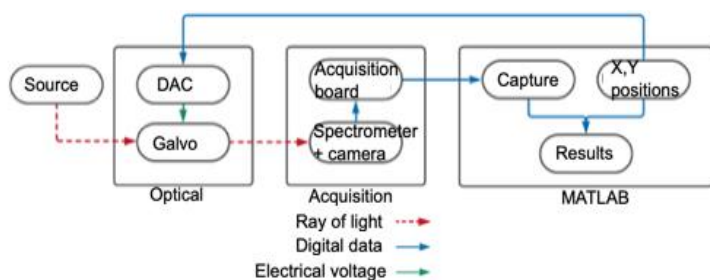 Source
DAC
Galvo
Optical
Acquisition
board
Spectrometer
+ camera
Acquisition
Capture
X,Y
positions
Results
MATLAB
Ray of light
Digital data
Electrical voltage